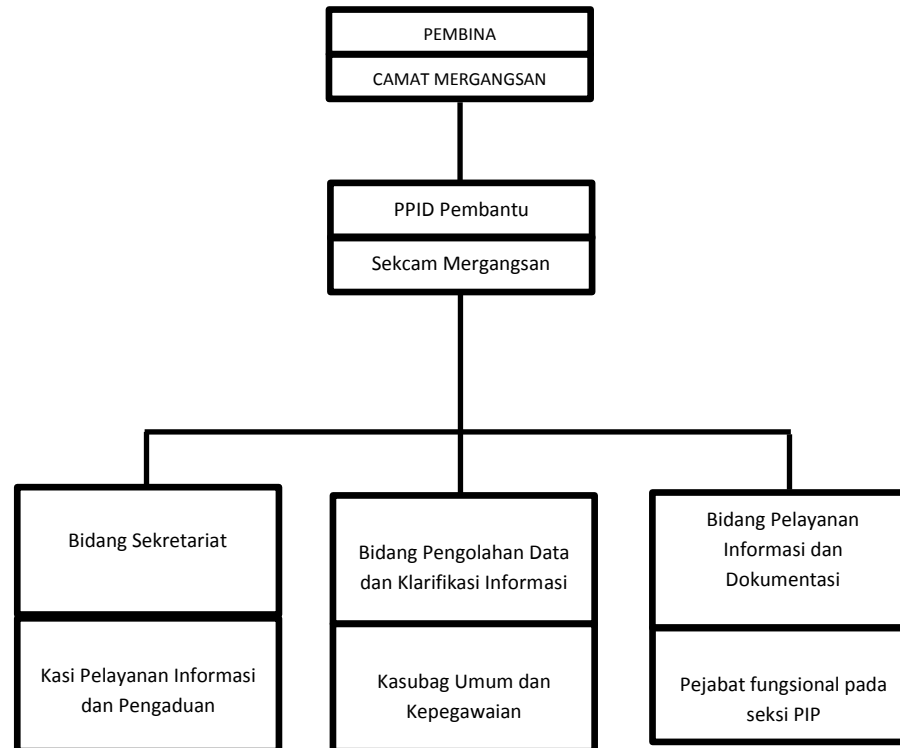 PEMBINA
CAMAT MERGANGSAN
PPID Pembantu
Sekcam Mergangsan
Bidang Sekretariat
Kasi Pelayanan Informasi
dan Pengaduan
Bidang Pengolahan Data
dan Klarifikasi Informasi
Kasubag Umum dan
Kepegawaian
Bidang Pelayanan
Informasi dan
Dokumentasi
Pejabat fungsional pada
seksi PIP